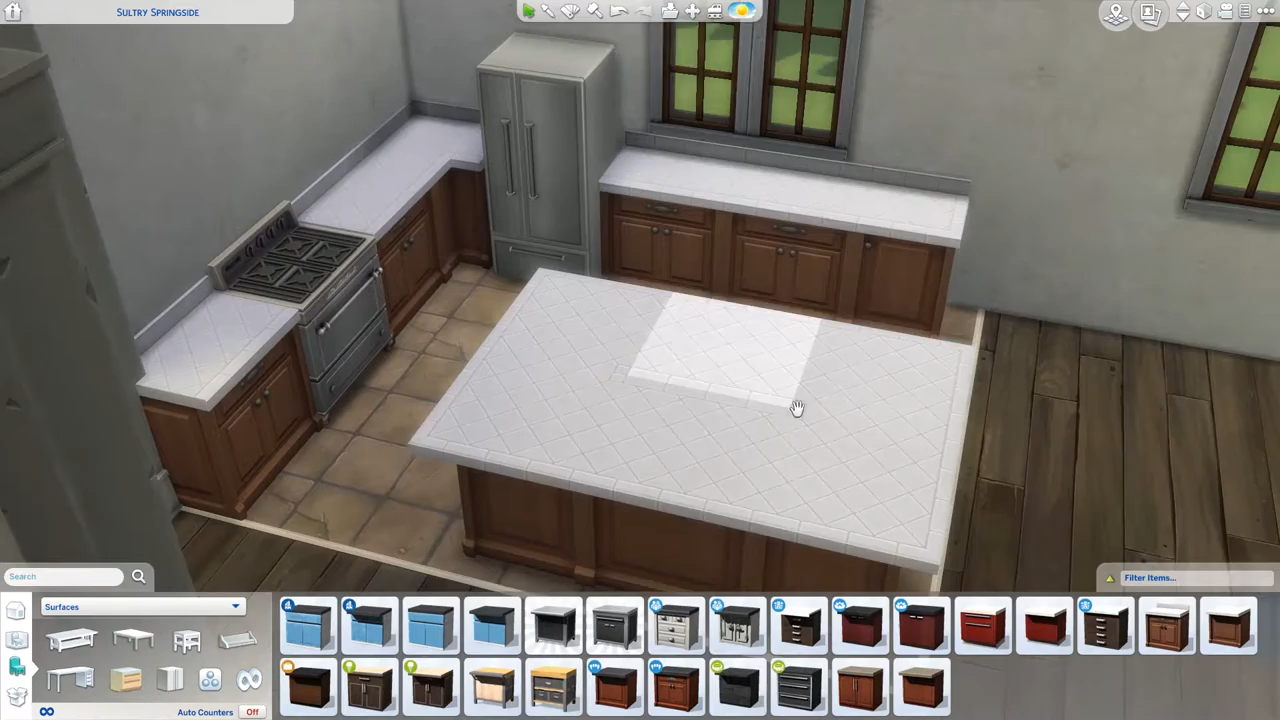 Sultry Springside
Search
Filter Items...
Surfaces
Auto Counters Off